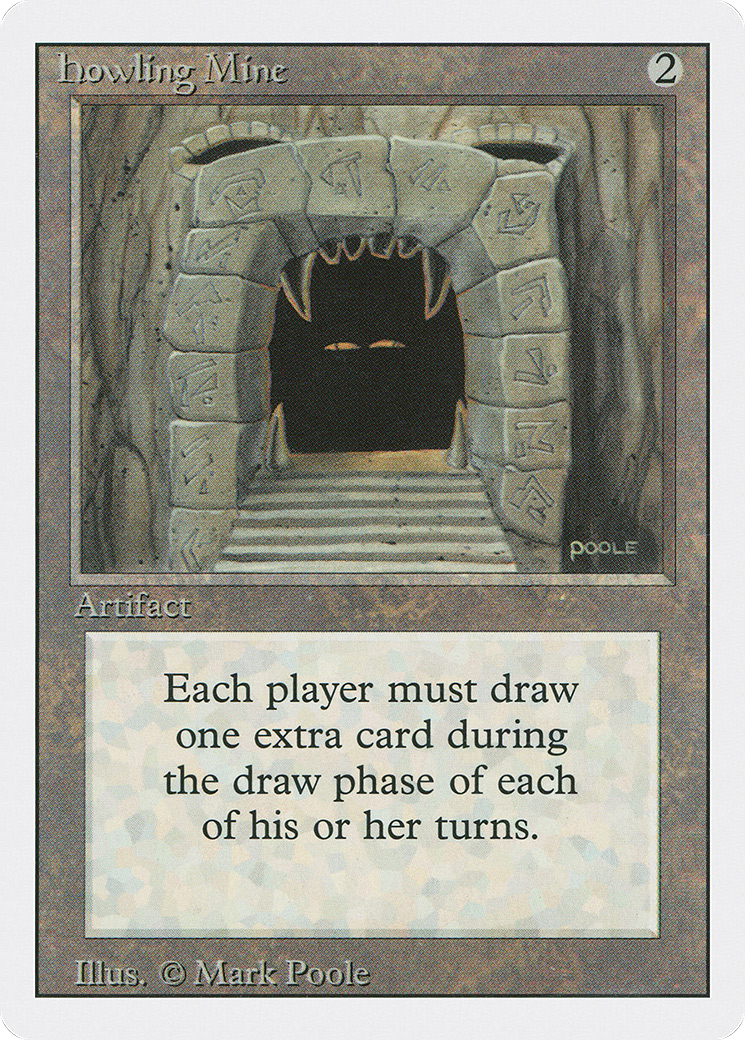 Howling Mine
2
POOLE
Artifact
Each player must draw
one extra card during
the draw phase of each
of his or her turns.
Illus. © Mark Poole